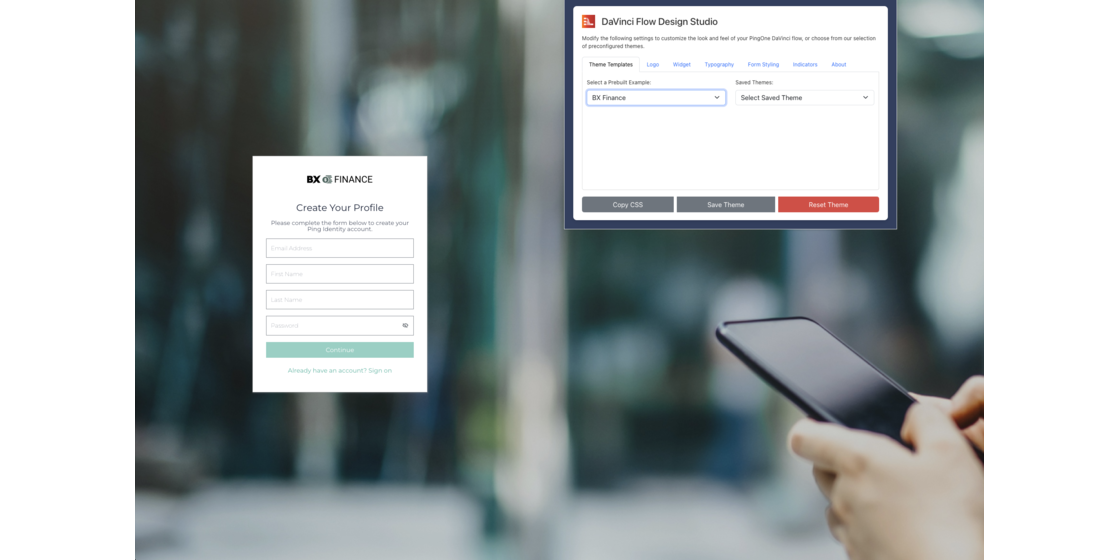 DaVinci Flow Design Studio
Modify the following settings to customize the look and feel of your PingOne DaVinci flow, or choose from our selection
of preconfigured themes.
Theme Templates Logo Widget Typography Form Styling Indicators About
Select a Prebuilt Example: Saved Themes:
BX Finance Select Saved Theme
Copy CSS Save Theme Reset Theme
BX FINANCE
Create Your Profile
Please complete the form below to create your
Ping Identity account.
Email Address
First Name
Last Name
Password
Continue
Already have an account? Sign on